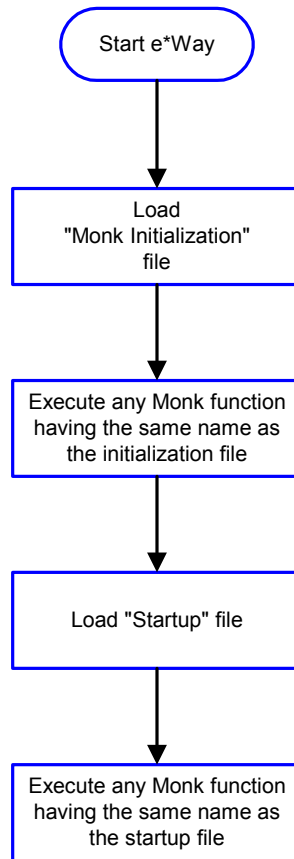 Start e*Way
Load
"Monk Initialization"
file
Execute any Monk function
having the same name as
the initialization file
Load "Startup" file
Execute any Monk function
having the same name as
the startup file